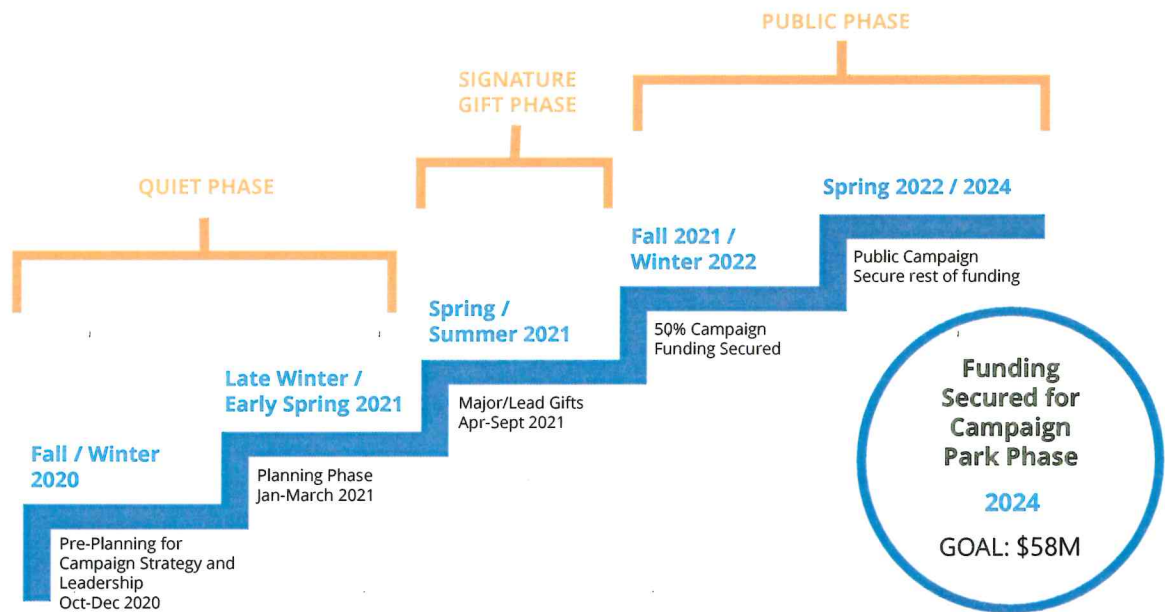 PUBLIC PHASE
SIGNATURE
GIFT PHASE
QUIET PHASE
Spring 2022 / 2024
Public Campaign
Secure rest of funding
Fall 2021 /
Winter 2022
50% Campaign
Funding Secured
Spring /
Summer 2021
Major/Lead Gifts
Apr-Sept 2021
Late Winter /
Early Spring 2021
Planning Phase
Jan-March 2021
Fall / Winter
2020
Pre-Planning for
Campaign Strategy and
Leadership
Oct-Dec 2020
Funding
Secured for
Campaign
Park Phase
2024
GOAL: $58M